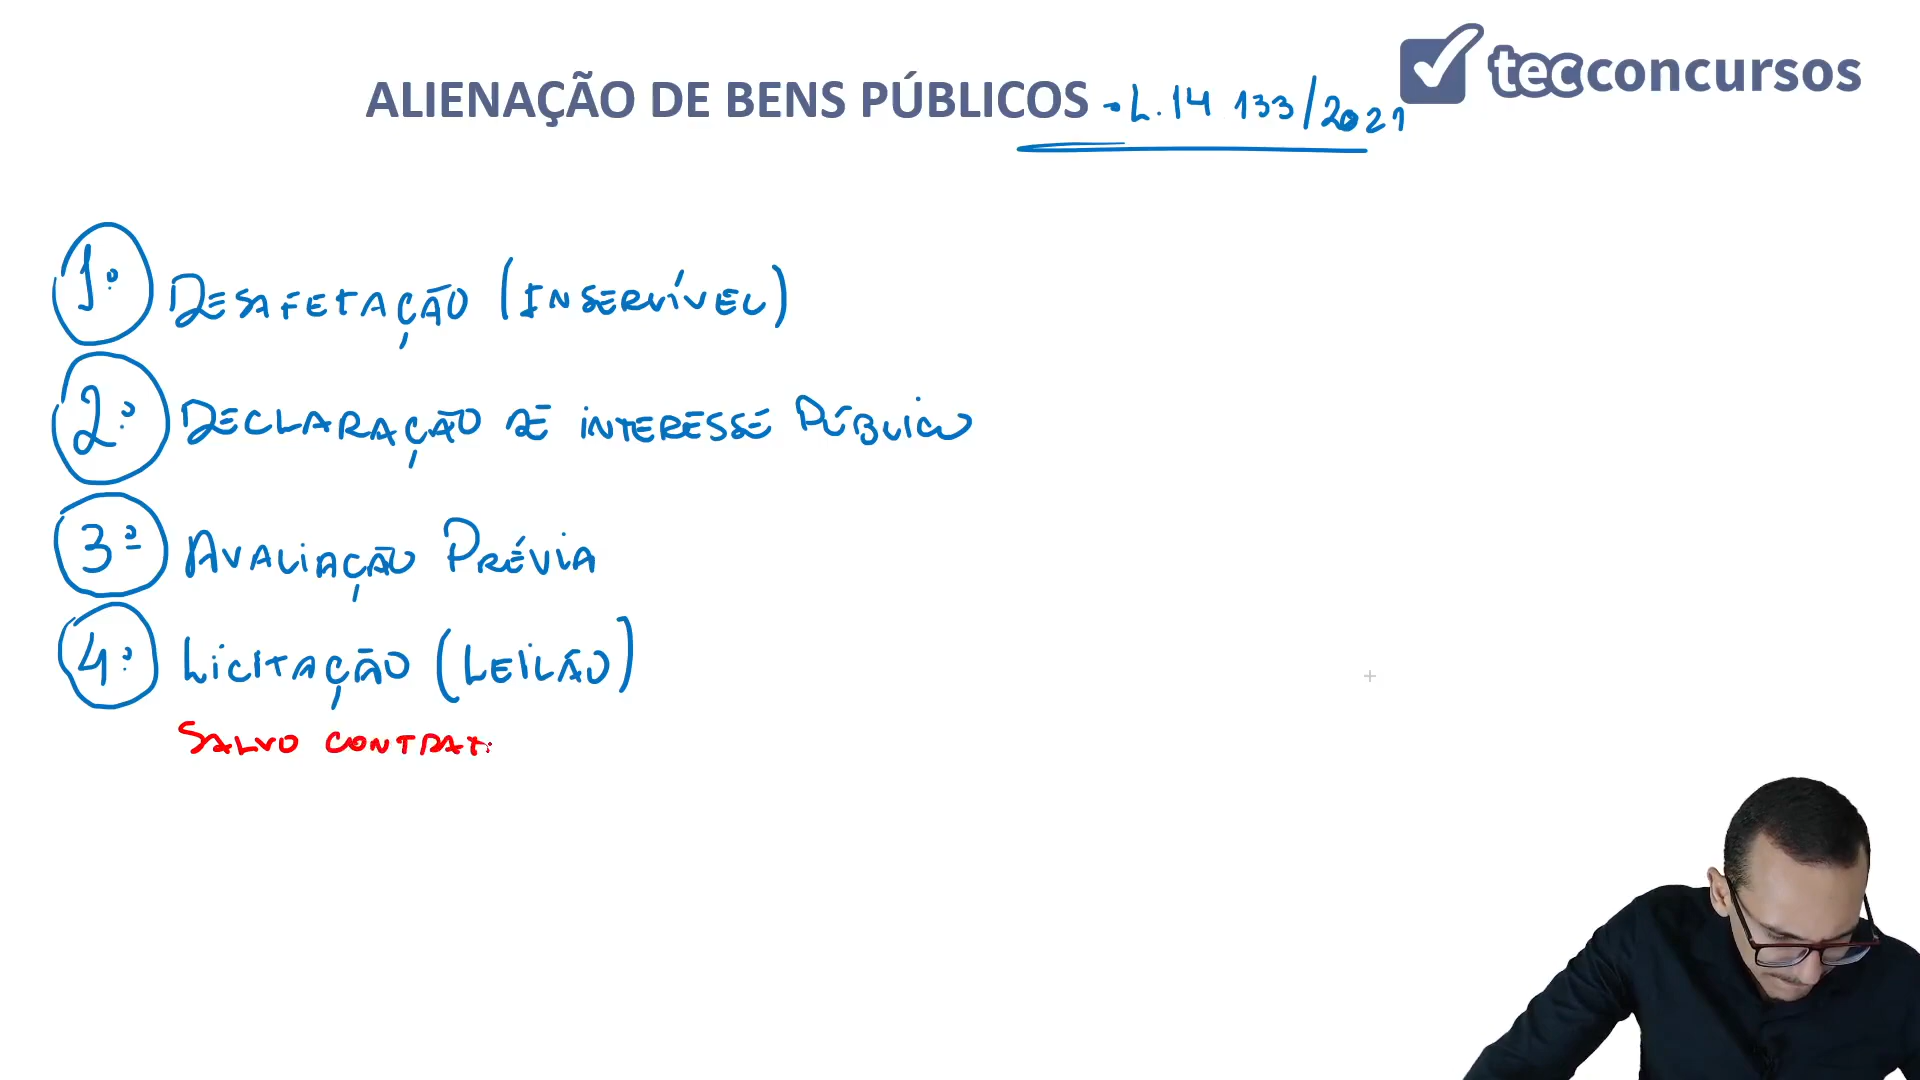 tecconcursos
ALIENAÇÃO DE BENS PÚBLICOS - L. 14 133/2021
1º DESAFETAÇÃO (INSERVÍVEL)
2º DECLARAÇÃO DE INTERESSE PÚBLICO
3º AVALIAÇÃO PRÉVIA
4º LICITAÇÃO (LEILÃO)
SALVO CONTRAT